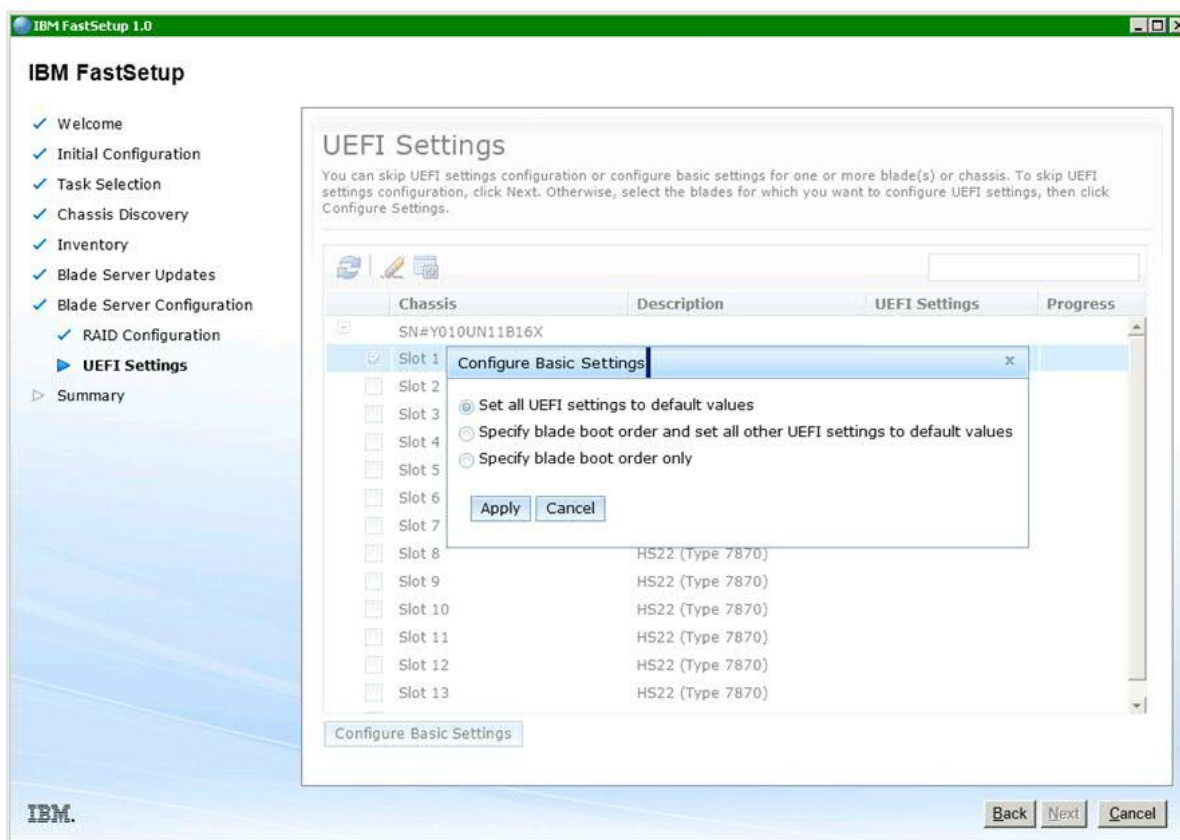 IBM FastSetup 1.0
IBM FastSetup
Welcome
Initial Configuration
Task Selection
Chassis Discovery
Inventory
Blade Server Updates
Blade Server Configuration
RAID Configuration
UEFI Settings
Summary
UEFI Settings
You can skip UEFI settings configuration or configure basic settings for one or more blade(s) or chassis. To skip UEFI
settings configuration, click Next. Otherwise, select the blades for which you want to configure UEFI settings, then click
Configure Settings.
Chassis Description UEFI Settings Progress
SN#Y010UN11B16X
Slot 1
Slot 2
Slot 3
Slot 4
Slot 5
Slot 6
Slot 7
Configure Basic Settings x
Set all UEFI settings to default values
Specify blade boot order and set all other UEFI settings to default values
Specify blade boot order only
Apply Cancel
Slot 8 HS22 (Type 7870)
Slot 9 HS22 (Type 7870)
Slot 10 HS22 (Type 7870)
Slot 11 HS22 (Type 7870)
Slot 12 HS22 (Type 7870)
Slot 13 HS22 (Type 7870)
Configure Basic Settings
IBM.
Back Next Cancel